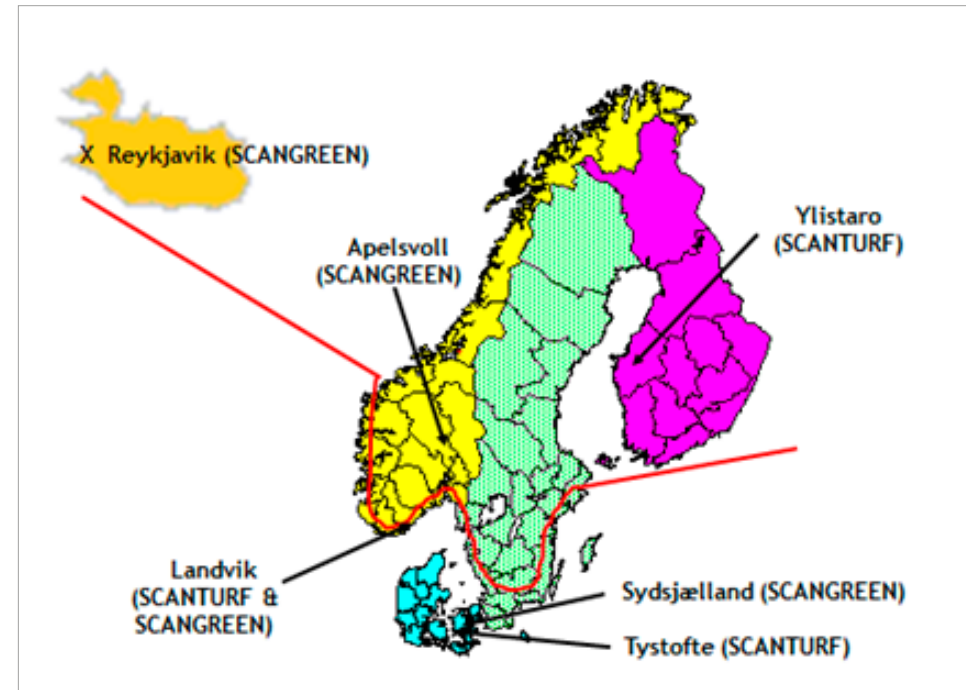 X Reykjavik (SCANGREEN)
Ylistaro
(SCANTURF)
Apelsvoll
(SCANGREEN)
Landvik
(SCANTURF &
SCANGREEN)
Sydsjælland (SCANGREEN)
Tystofte (SCANTURF)